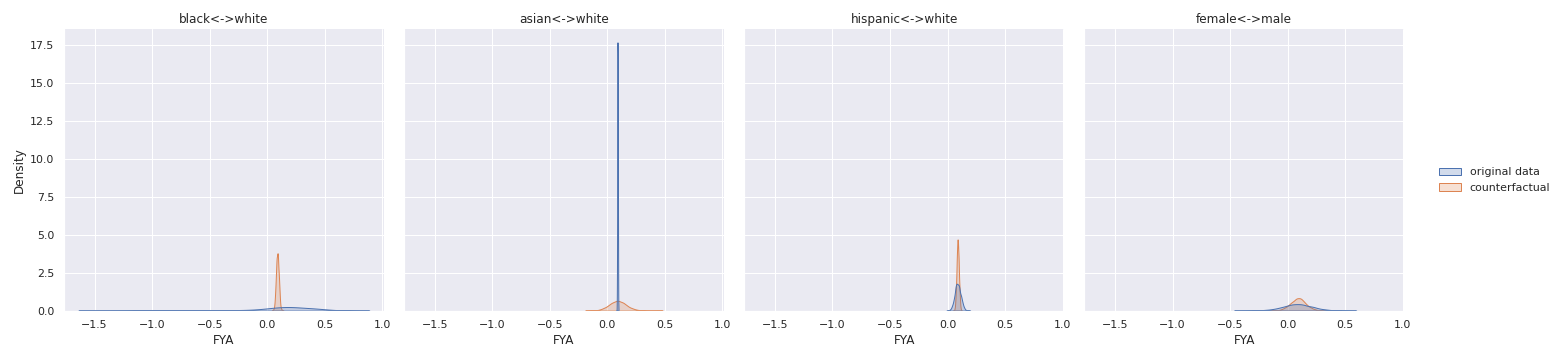 black<->white
asian<->white
hispanic<->white
female<->male
Density
17.5
15.0
12.5
10.0
7.5
5.0
2.5
0.0
−1.5 −1.0 −0.5 0.0 0.5 1.0
−1.5 −1.0 −0.5 0.0 0.5 1.0
−1.5 −1.0 −0.5 0.0 0.5 1.0
−1.5 −1.0 −0.5 0.0 0.5 1.0
FYA
FYA
FYA
FYA
original data
counterfactual